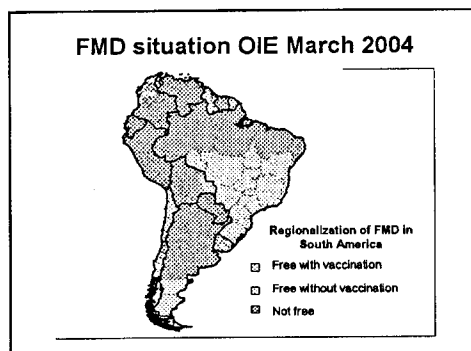 FMD situation OIE March 2004
Regionalization of FMD in
South America
Free with vaccination
Free without vaccination
Not free